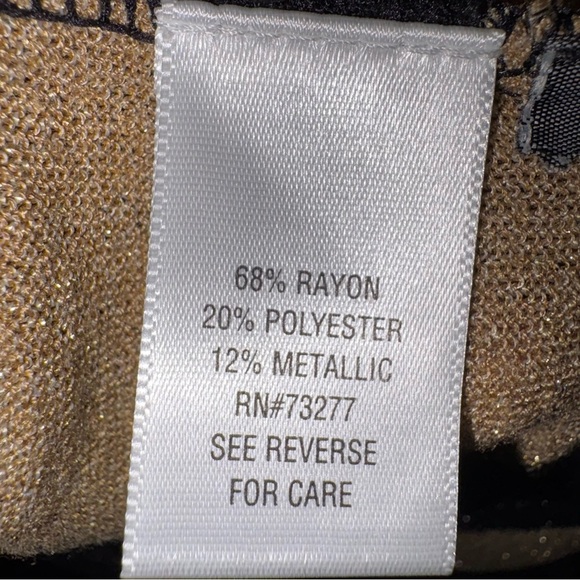 68% RAYON
20% POLYESTER
12% METALLIC
RN#73277
SEE REVERSE
FOR CARE